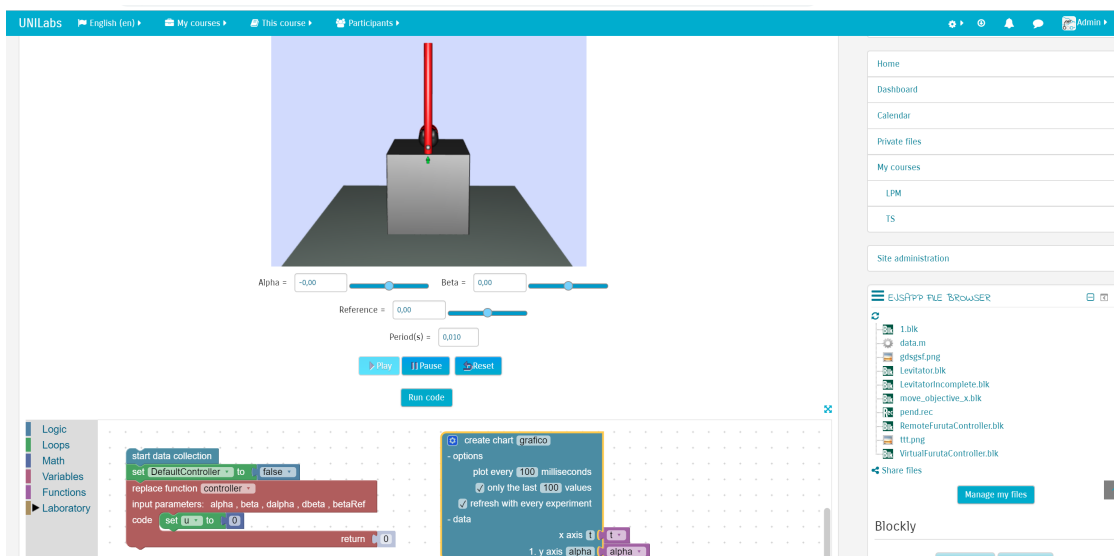 UNILabs English (en) My courses This course Participants Admin
Alpha = -0,00 Beta = 0,00
Reference = 0,00
Period(s) = 0,010
Play Pause Reset
Run code
Logic
Loops
Math
Variables
Functions
Laboratory
start data collection
set DefaultController to false
replace function controller
input parameters: alpha , beta , dalpha , dbeta , betaRef
code set u to 0
return 0
create chart grafico
- options
plot every 100 milliseconds
only the last 100 values
refresh with every experiment
- data
x axis t t
1. y axis alpha alpha
Home
Dashboard
Calendar
Private files
My courses
LPM
TS
Site administration
EJSAPP FILE BROWSER
1.blk
data.m
gdsgsf.png
Levitator.blk
LevitatorIncomplete.blk
move_objective_x.blk
pend.rec
RemoteFurutaController.blk
ttt.png
VirtualFurutaController.blk
Share files
Manage my files
Blockly